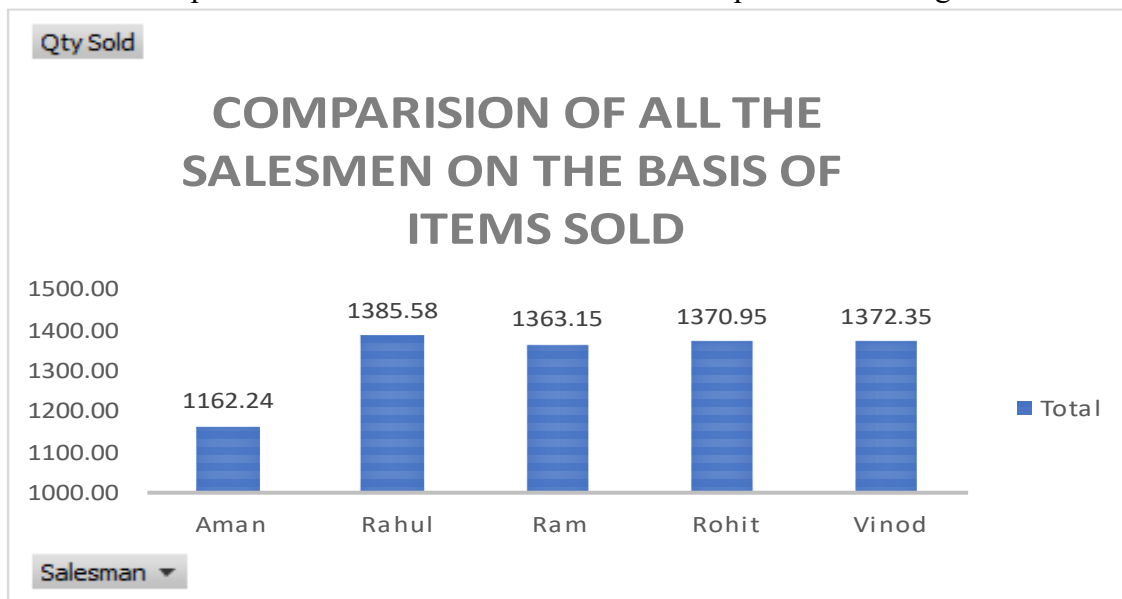 Qty Sold
COMPARISION OF ALL THE
SALESMEN ON THE BASIS OF
ITEMS SOLD
1500.00
1400.00
1300.00
1200.00
1100.00
1000.00
1162.24
1385.58
1363.15
1370.95
1372.35
Total
Aman Rahul Ram Rohit Vinod
Salesman